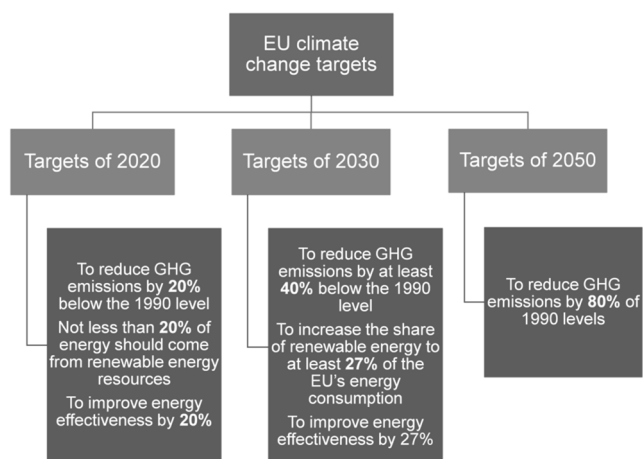 EU climate
change targets
Targets of 2020
Targets of 2030
Targets of 2050
To reduce GHG
emissions by 20%
below the 1990 level
Not less than 20% of
energy should come
from renewable energy
resources
To improve energy
effectiveness by 20%
To reduce GHG
emissions by at least
40% below the 1990
level
To increase the share
of renewable energy to
at least 27% of the
EU's energy
consumption
To improve energy
effectiveness by 27%
To reduce GHG
emissions by 80% of
1990 levels